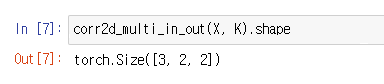 In [7]: corr2d_multi_in_out(X, K).shape
Out[7]: torch.Size([3, 2, 2])